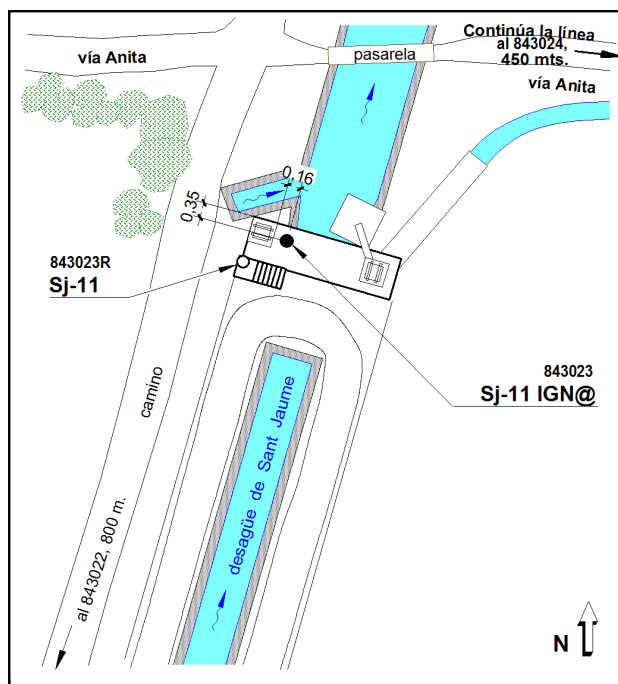 Continúa la línea
al 843024,
450 mts.
vía Anita
pasarela
vía Anita
0,16
0,35
843023R
Sj-11
843023
Sj-11 IGN@
camino
desagüe de Sant Jaume
al 843022, 800 m.
N